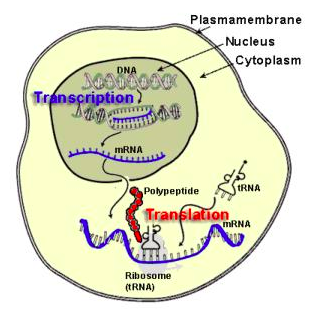 Plasmamembrane
Nucleus
Cytoplasm
DNA
Transcription
mRNA
Polypeptide
tRNA
Translation
mRNA
Ribosome
(tRNA)